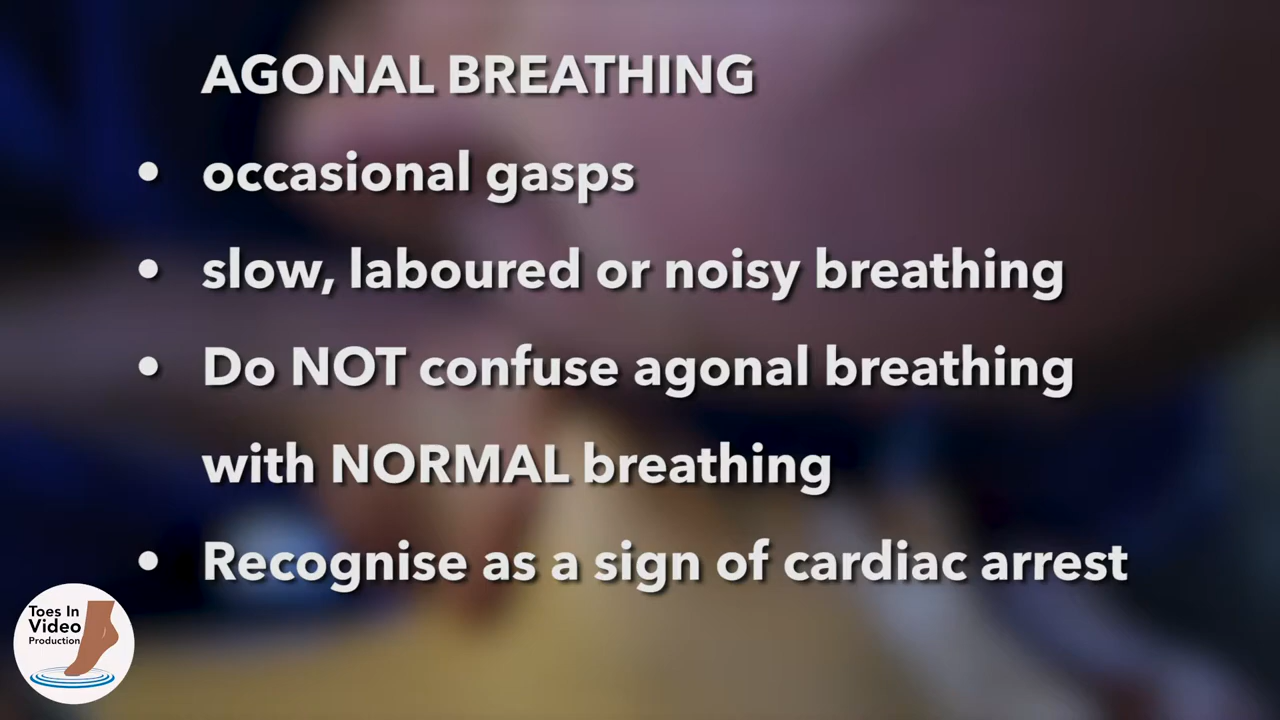 AGONAL BREATHING
• occasional gasps
• slow, laboured or noisy breathing
• Do NOT confuse agonal breathing
with NORMAL breathing
• Recognise as a sign of cardiac arrest
Toes In
Video
Production